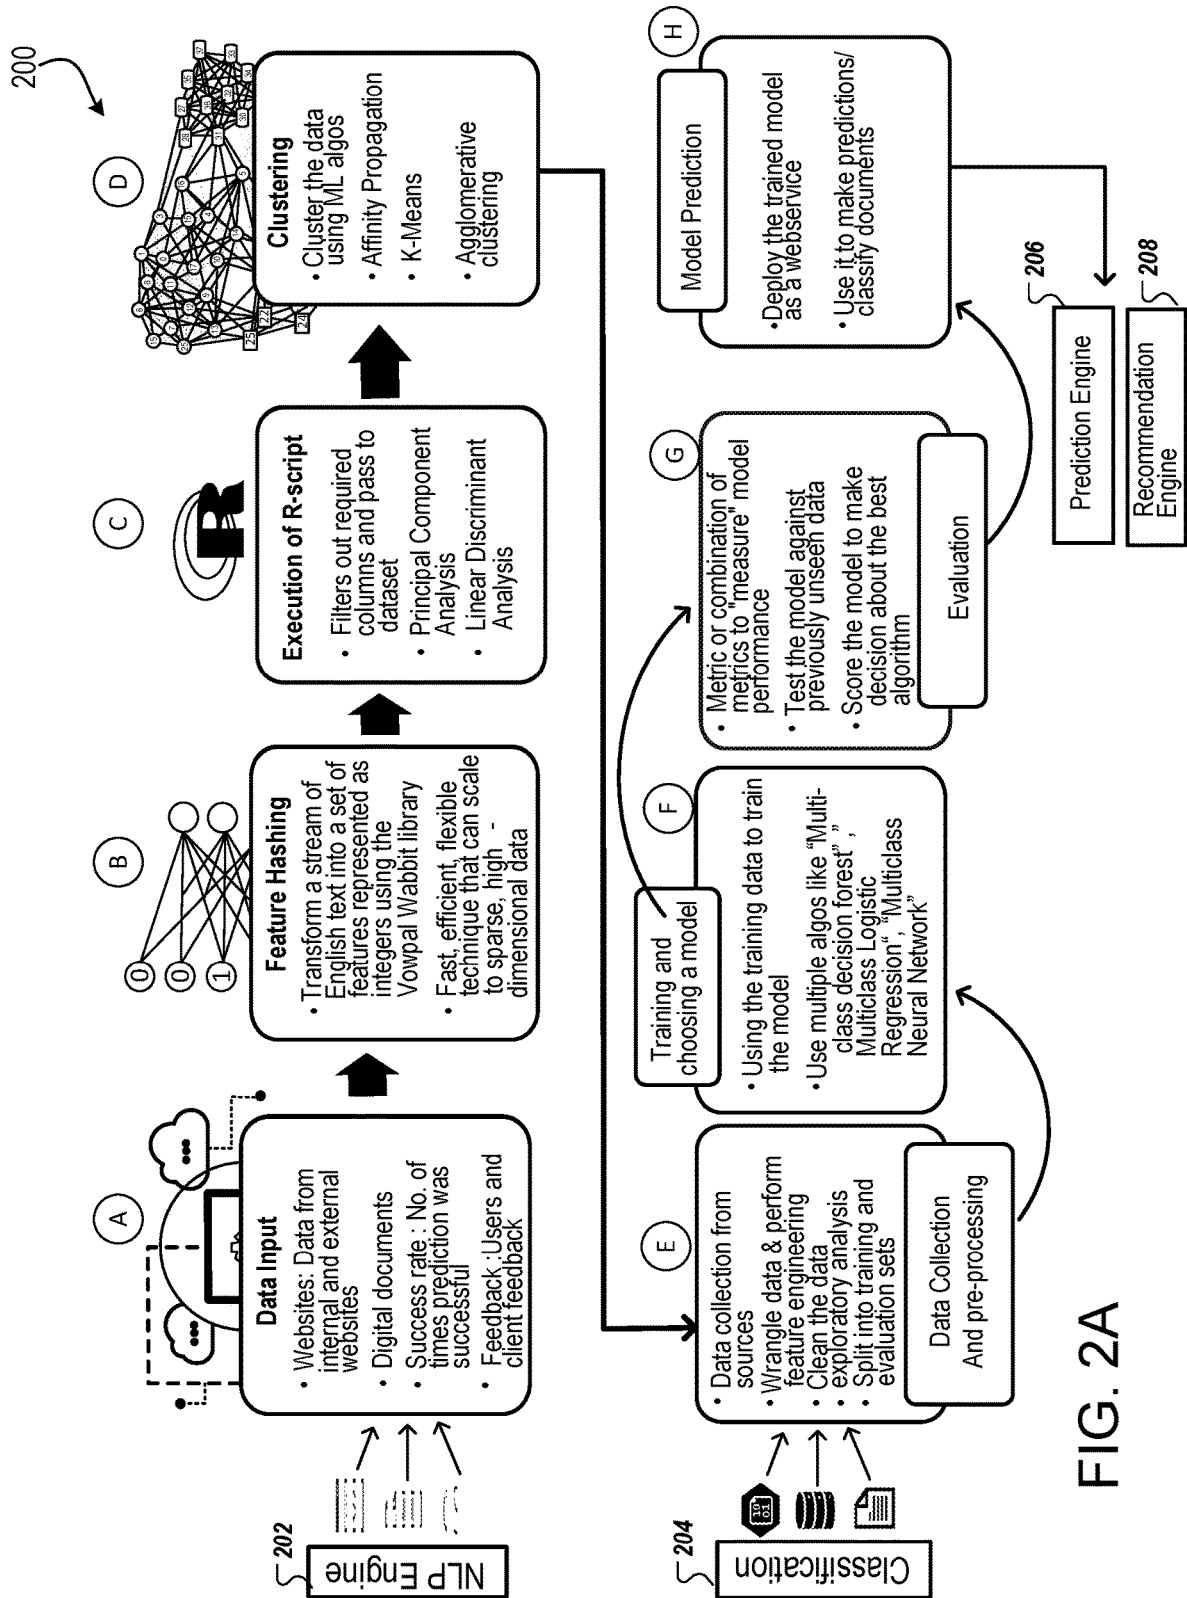 200
A
B
C
D
Data Input
• Websites: Data from
internal and external
websites
• Digital documents
• Success rate : No. of
times prediction was
successful
• Feedback :Users and
client feedback
0
0
1
Feature Hashing
• Transform a stream of
English text into a set of
features represented as
integers using the
Vowpal Wabbit library
• Fast, efficient, flexible
technique that can scale
to sparse, high -
dimensional data
R
Execution of R-script
• Filters out required
columns and pass to
dataset
• Principal Component
Analysis
• Linear Discriminant
Analysis
Clustering
• Cluster the data
using ML algos
• Affinity Propagation
• K-Means
• Agglomerative
clustering
25
22
24
202
NLP Engine
E
F
G
H
• Data collection from
sources
• Wrangle data & perform
feature engineering
• Clean the data
• exploratory analysis
• Split into training and
evaluation sets
Data Collection
And pre-processing
Training and
choosing a model
• Using the training data to train
the model
• Use multiple algos like “Multi-
class decision forest” , ”
Multiclass Logistic
Regression“, “Multiclass
Neural Network”
• Metric or combination of
metrics to "measure" model
performance
• Test the model against
previously unseen data
• Score the model to make
decision about the best
algorithm
Evaluation
Model Prediction
• Deploy the trained model
as a webservice
• Use it to make predictions/
classify documents
204
Classification
Prediction Engine
206
Recommendation
Engine
208
FIG. 2A